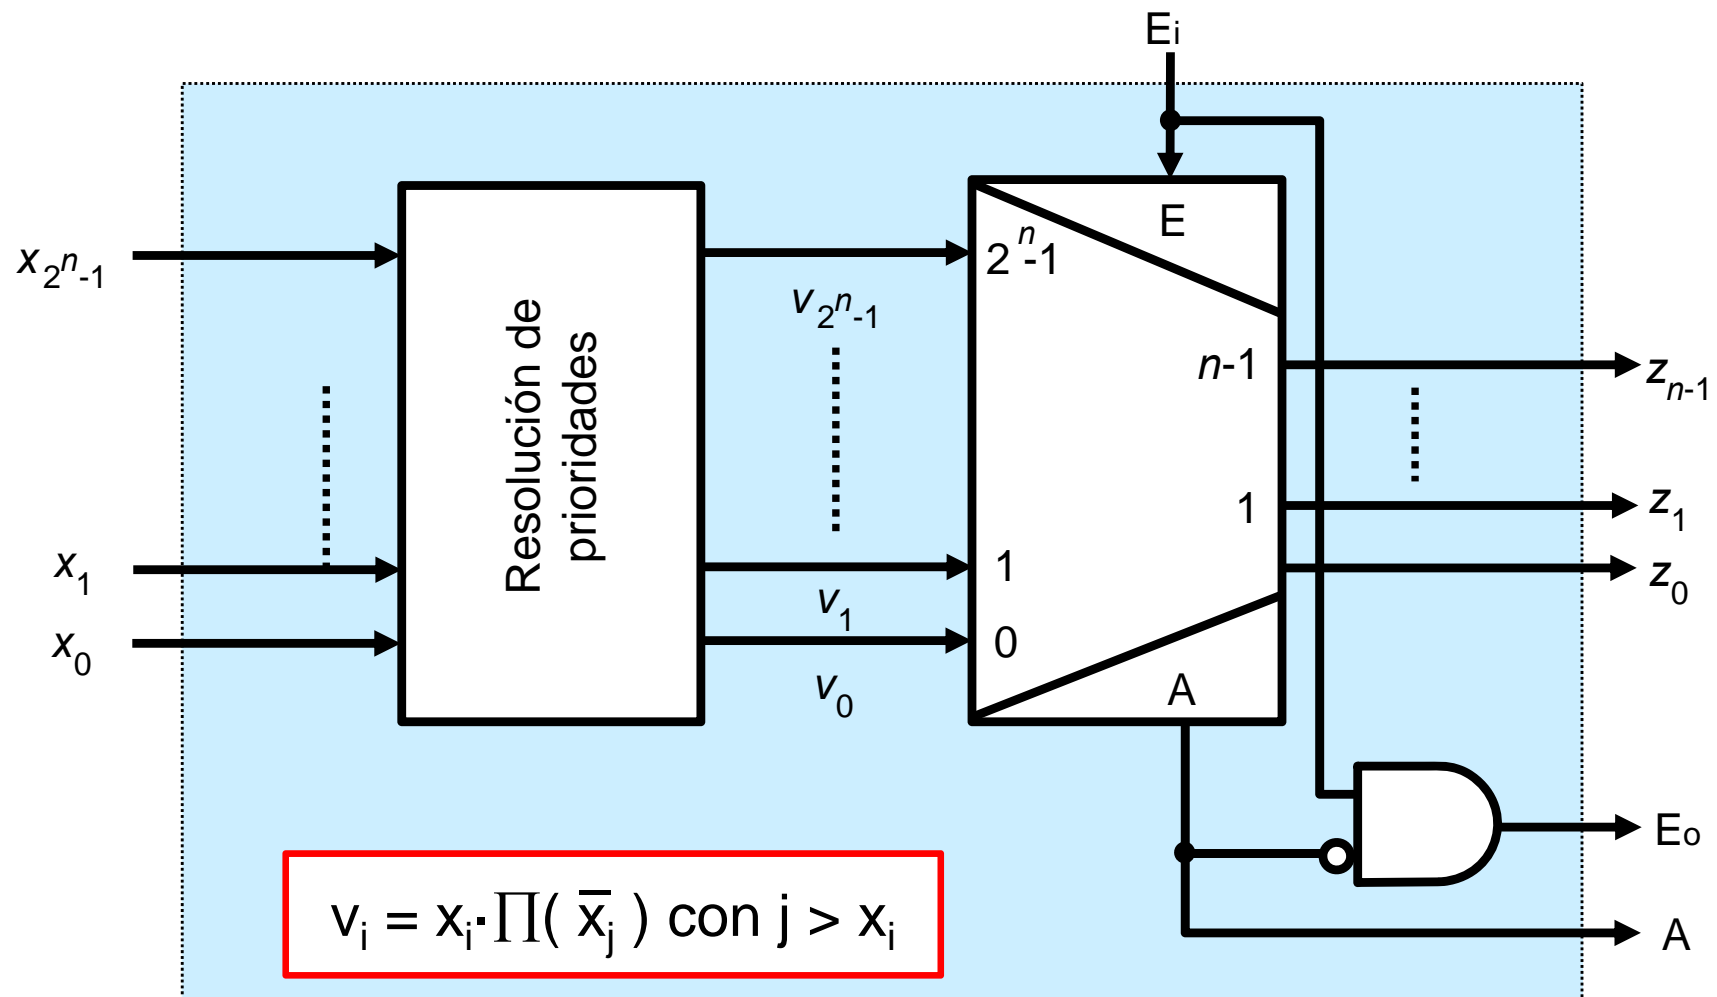 Ei
E
x2ⁿ-1
2ⁿ-1
v2ⁿ-1
Resolución de
prioridades
n-1
zn-1
1
z1
x1
1
v1
z0
x0
0
v0
A
Eo
vi = xi·∏( x̅j ) con j > xi
A